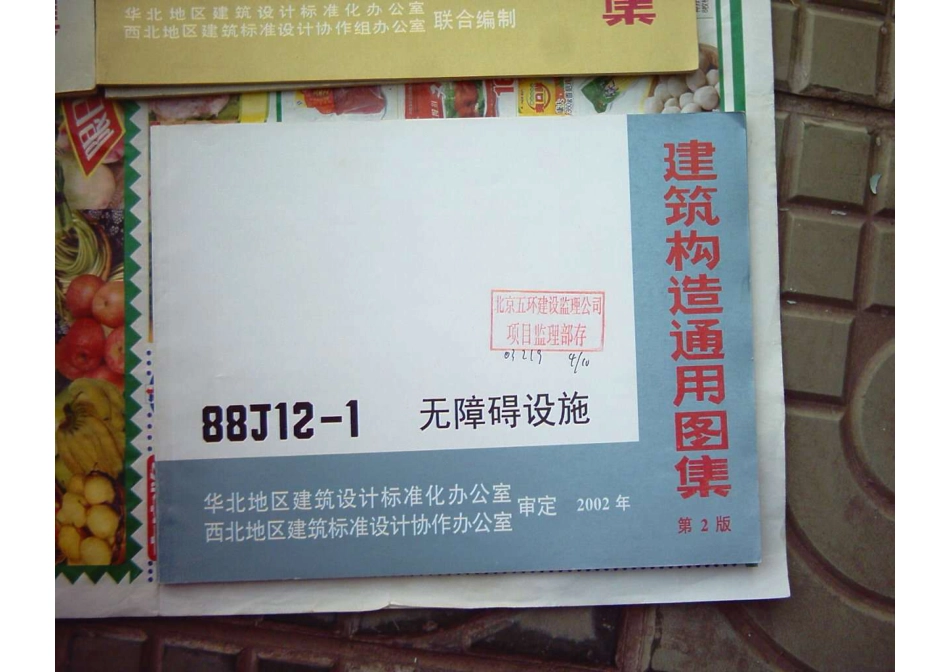 华北地区建筑设计标准化办公室
西北地区建筑标准设计协作组办公室
联合编制
集
建筑构造通用图集
第2版
北京五环建设监理公司
项目监理部存
88J12-1
无障碍设施
华北地区建筑设计标准化办公室
西北地区建筑标准设计协作办公室
审定
2002 年